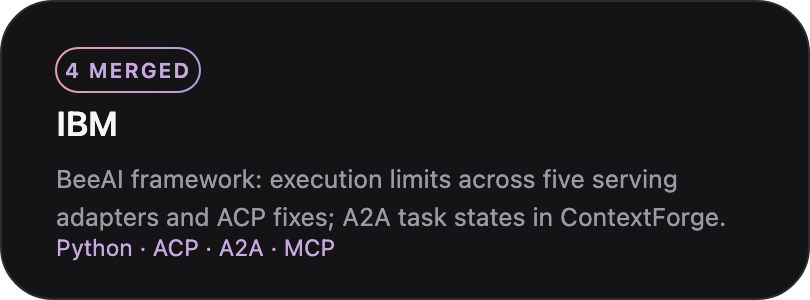 4 MERGED
IBM
BeeAI framework: execution limits across five serving
adapters and ACP fixes; A2A task states in ContextForge.
Python · ACP · A2A · MCP